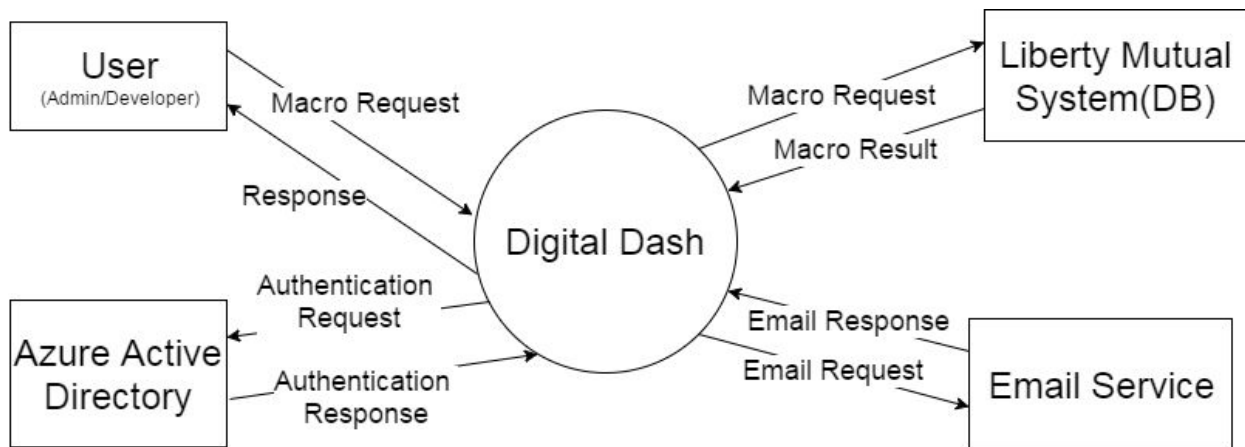 User
(Admin/Developer)
Macro Request
Response
Liberty Mutual
System(DB)
Macro Request
Macro Result
Digital Dash
Authentication
Request
Azure Active
Directory
Authentication
Response
Email Response
Email Request
Email Service